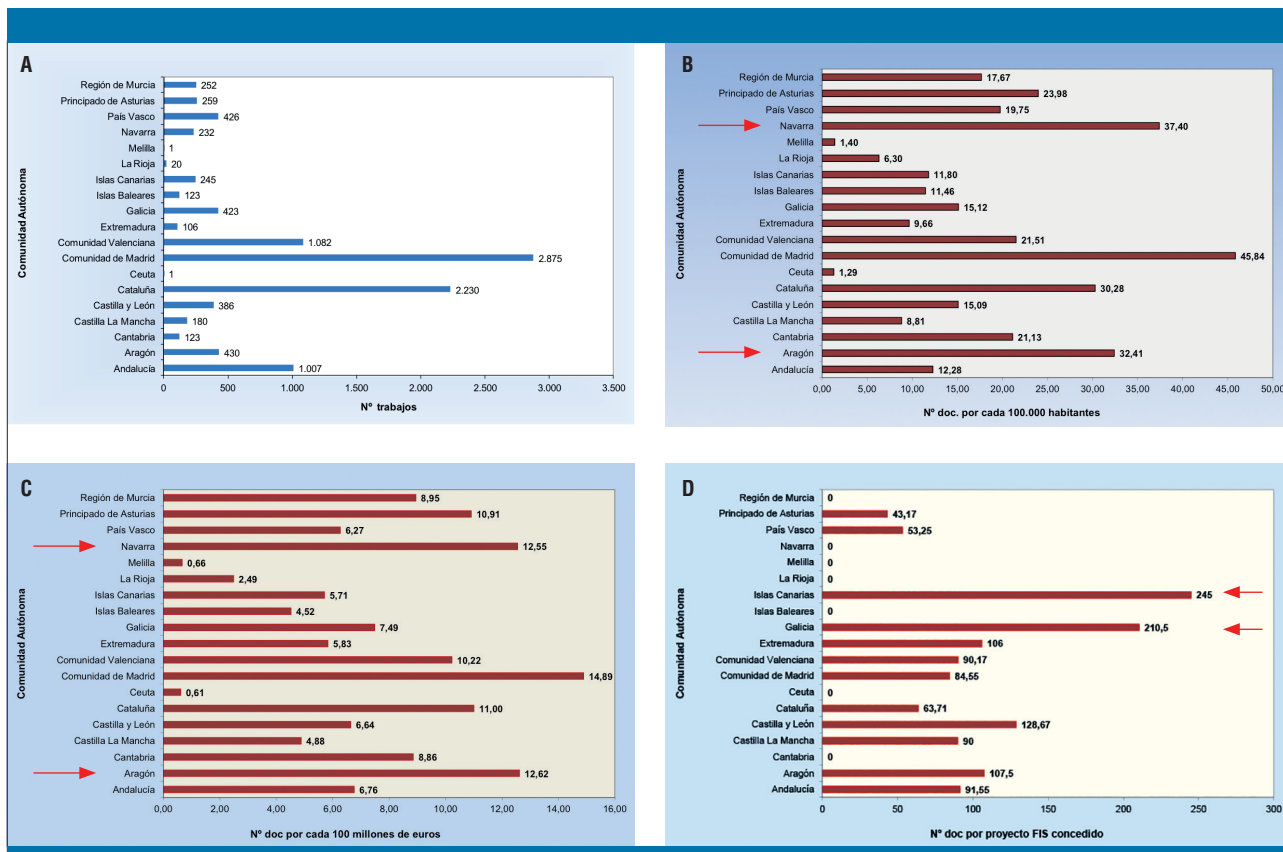 A
Región de Murcia 252
Principado de Asturias 259
País Vasco 426
Navarra 232
Melilla 1
La Rioja 20
Islas Canarias 245
Islas Baleares 123
Galicia 423
Extremadura 106
Comunidad Valenciana 1.082
Comunidad de Madrid 2.875
Ceuta 1
Cataluña 2.230
Castilla y León 386
Castilla La Mancha 180
Cantabria 123
Aragón 430
Andalucía 1.007
Comunidad Autónoma
0 500 1.000 1.500 2.000 2.500 3.000 3.500
Nº trabajos
B
Región de Murcia 17,67
Principado de Asturias 23,98
País Vasco 19,75
Navarra 37,40
Melilla 1,40
La Rioja 6,30
Islas Canarias 11,80
Islas Baleares 11,46
Galicia 15,12
Extremadura 9,66
Comunidad Valenciana 21,51
Comunidad de Madrid 45,84
Ceuta 1,29
Cataluña 30,28
Castilla y León 15,09
Castilla La Mancha 8,81
Cantabria 21,13
Aragón 32,41
Andalucía 12,28
Comunidad Autónoma
0,00 5,00 10,00 15,00 20,00 25,00 30,00 35,00 40,00 45,00 50,00
Nº doc. por cada 100.000 habitantes
C
Región de Murcia 8,95
Principado de Asturias 10,91
País Vasco 6,27
Navarra 12,55
Melilla 0,66
La Rioja 2,49
Islas Canarias 5,71
Islas Baleares 4,52
Galicia 7,49
Extremadura 5,83
Comunidad Valenciana 10,22
Comunidad de Madrid 14,89
Ceuta 0,61
Cataluña 11,00
Castilla y León 6,64
Castilla La Mancha 4,88
Cantabria 8,86
Aragón 12,62
Andalucía 6,76
Comunidad Autónoma
0,00 2,00 4,00 6,00 8,00 10,00 12,00 14,00 16,00
Nº doc por cada 100 millones de euros
D
Región de Murcia 0
Principado de Asturias 43,17
País Vasco 53,25
Navarra 0
Melilla 0
La Rioja 0
Islas Canarias 245
Islas Baleares 0
Galicia 210,5
Extremadura 106
Comunidad Valenciana 90,17
Comunidad de Madrid 84,55
Ceuta 0
Cataluña 63,71
Castilla y León 128,67
Castilla La Mancha 90
Cantabria 0
Aragón 107,5
Andalucía 91,55
Comunidad Autónoma
0 50 100 150 200 250 300
Nº doc por proyecto FIS concedido